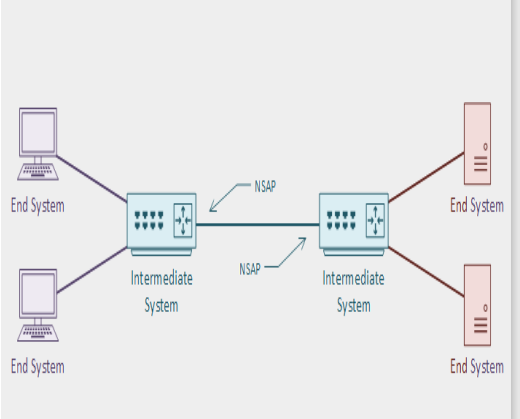 NSAP
End System
End System
NSAP
Intermediate
System
Intermediate
System
End System
End System